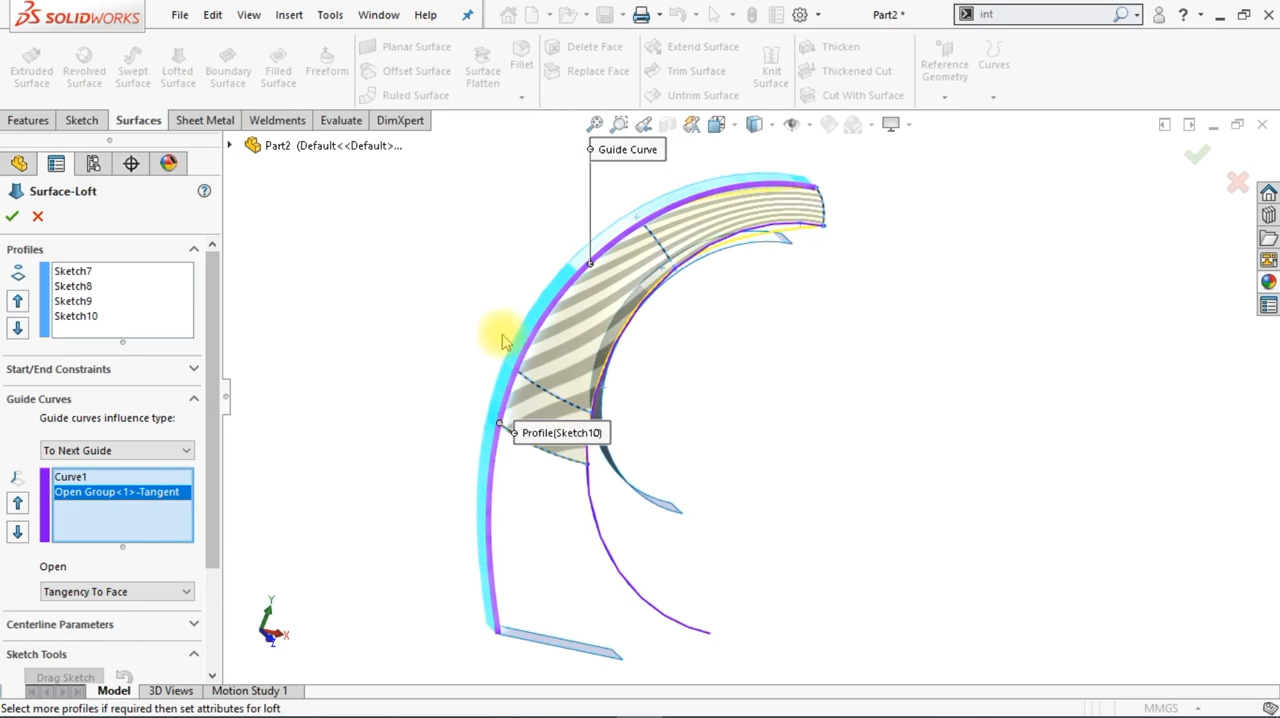 SOLIDWORKS File Edit View Insert Tools Window Help Part2 * int ?
Extruded Surface Revolved Surface Swept Surface Lofted Surface Boundary Surface Filled Surface Freeform
Planar Surface
Offset Surface
Ruled Surface
Surface Flatten
Fillet
Delete Face
Replace Face
Extend Surface
Trim Surface
Untrim Surface
Knit Surface
Thicken
Thickened Cut
Cut With Surface
Reference Geometry
Curves
Features Sketch Surfaces Sheet Metal Weldments Evaluate DimXpert
Part2 (Default<<Default>...
Guide Curve
Surface-Loft
Profiles
Sketch7
Sketch8
Sketch9
Sketch10
Start/End Constraints
Guide Curves
Guide curves influence type:
To Next Guide
Profile(Sketch10)
Curve1
Open Group<1>-Tangent
Open
Tangency To Face
Y
X
Z
Centerline Parameters
Sketch Tools
Drag Sketch
Model 3D Views Motion Study 1
Select more profiles if required then set attributes for loft MMGS